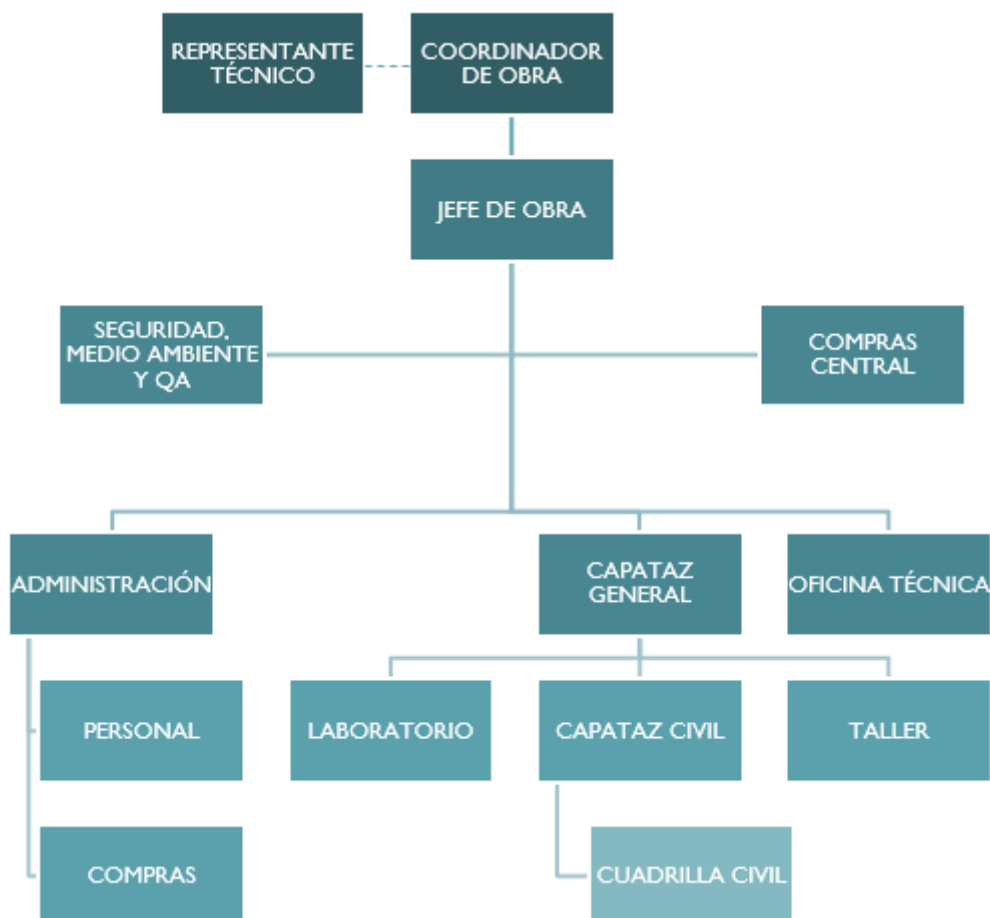 REPRESENTANTE
TÉCNICO
COORDINADOR
DE OBRA
JEFE DE OBRA
SEGURIDAD,
MEDIO AMBIENTE
Y QA
COMPRAS
CENTRAL
ADMINISTRACIÓN
CAPATAZ
GENERAL
OFICINA TÉCNICA
PERSONAL
LABORATORIO
CAPATAZ CIVIL
TALLER
COMPRAS
CUADRILLA CIVIL